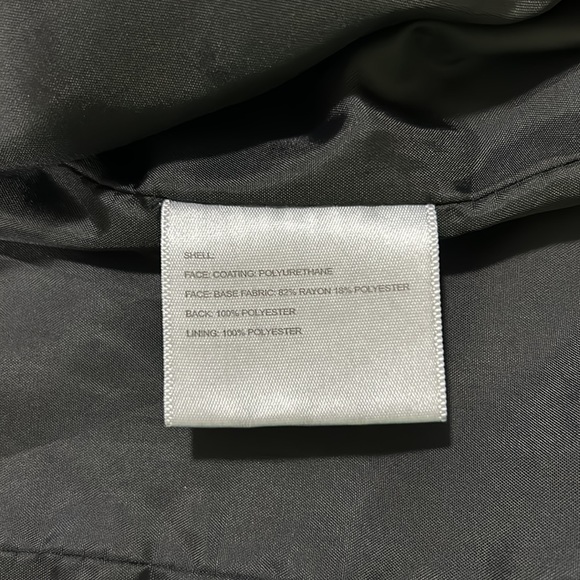 SHELL:
FACE: COATING: POLYURETHANE
FACE: BASE FABRIC: 82% RAYON 18% POLYESTER
BACK: 100% POLYESTER
LINING: 100% POLYESTER